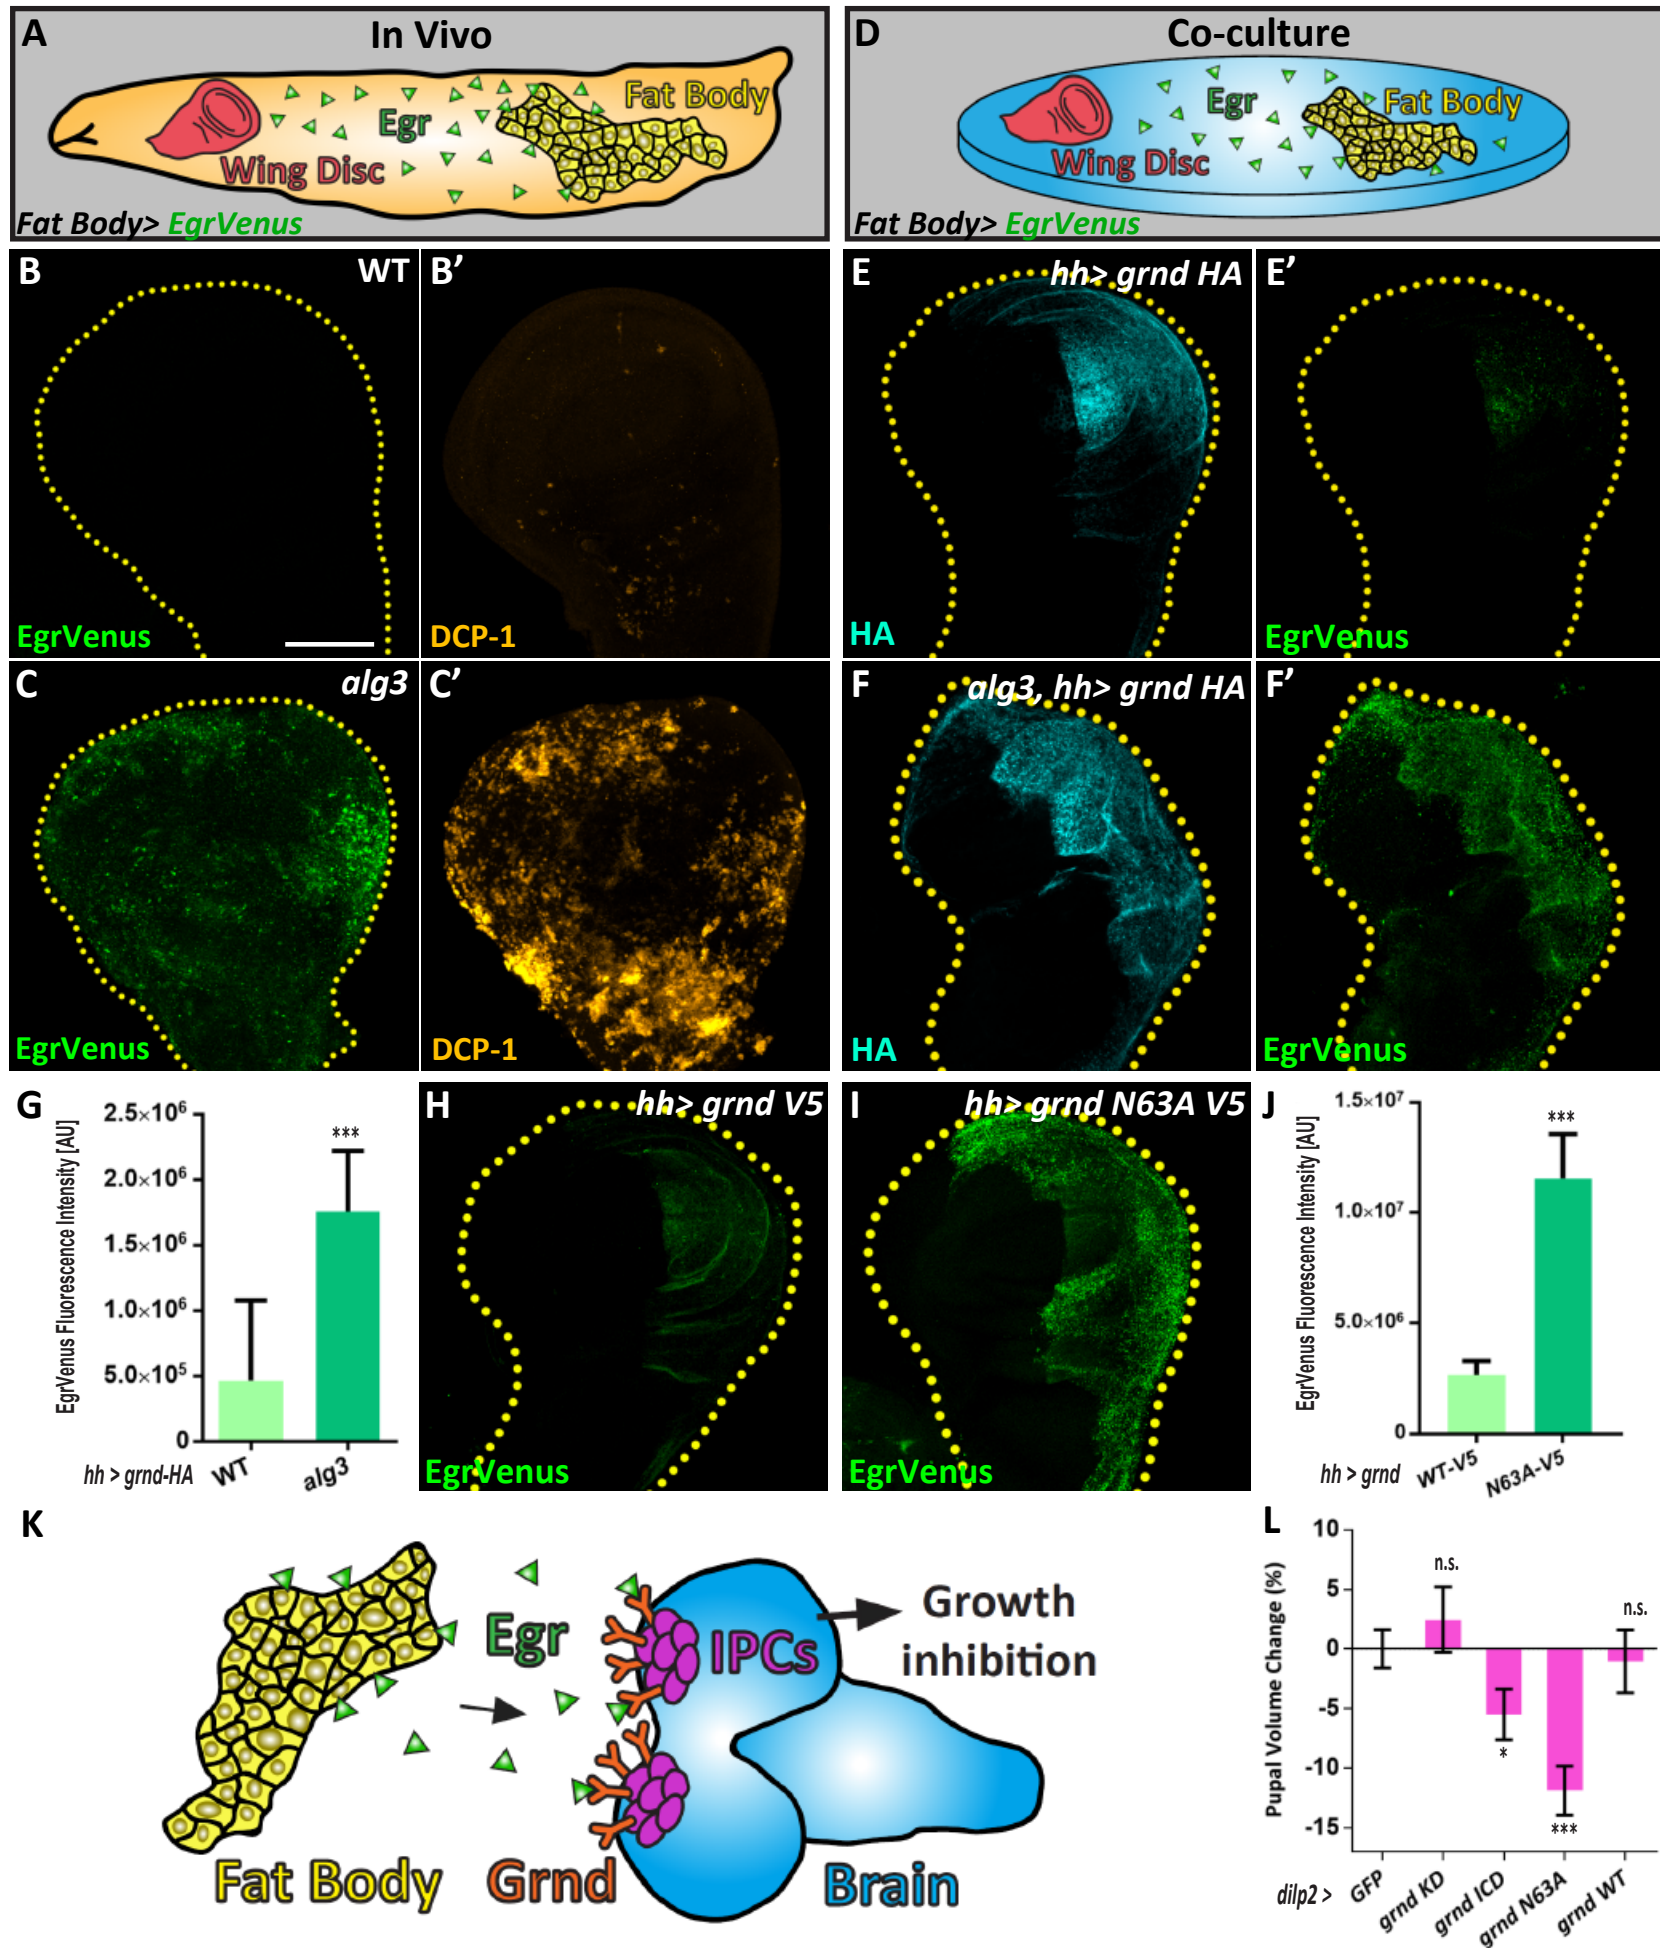 A
In Vivo
Egr
Fat Body
Wing Disc
Fat Body> EgrVenus
D
Co-culture
Egr
Fat Body
Wing Disc
Fat Body> EgrVenus
B
WT
EgrVenus
B’
DCP-1
E
hh> grnd HA
HA
E’
EgrVenus
C
alg3
EgrVenus
C’
DCP-1
F
alg3, hh> grnd HA
HA
F’
EgrVenus
G
EgrVenus Fluorescence Intensity [AU]
2.5×10⁶
2.0×10⁶
1.5×10⁶
1.0×10⁶
5.0×10⁵
0
***
hh > grnd-HA
WT
alg3
H
hh> grnd V5
EgrVenus
I
hh> grnd N63A V5
EgrVenus
J
EgrVenus Fluorescence Intensity [AU]
1.5×10⁷
1.0×10⁷
5.0×10⁶
0
***
hh > grnd
WT-V5
N63A-V5
K
Egr
IPCs
Growth
inhibition
Fat Body
Grnd
Brain
L
Pupal Volume Change (%)
10
5
0
-5
-10
-15
n.s.
*
***
n.s.
dilp2 >
GFP
grnd KD
grnd ICD
grnd N63A
grnd WT